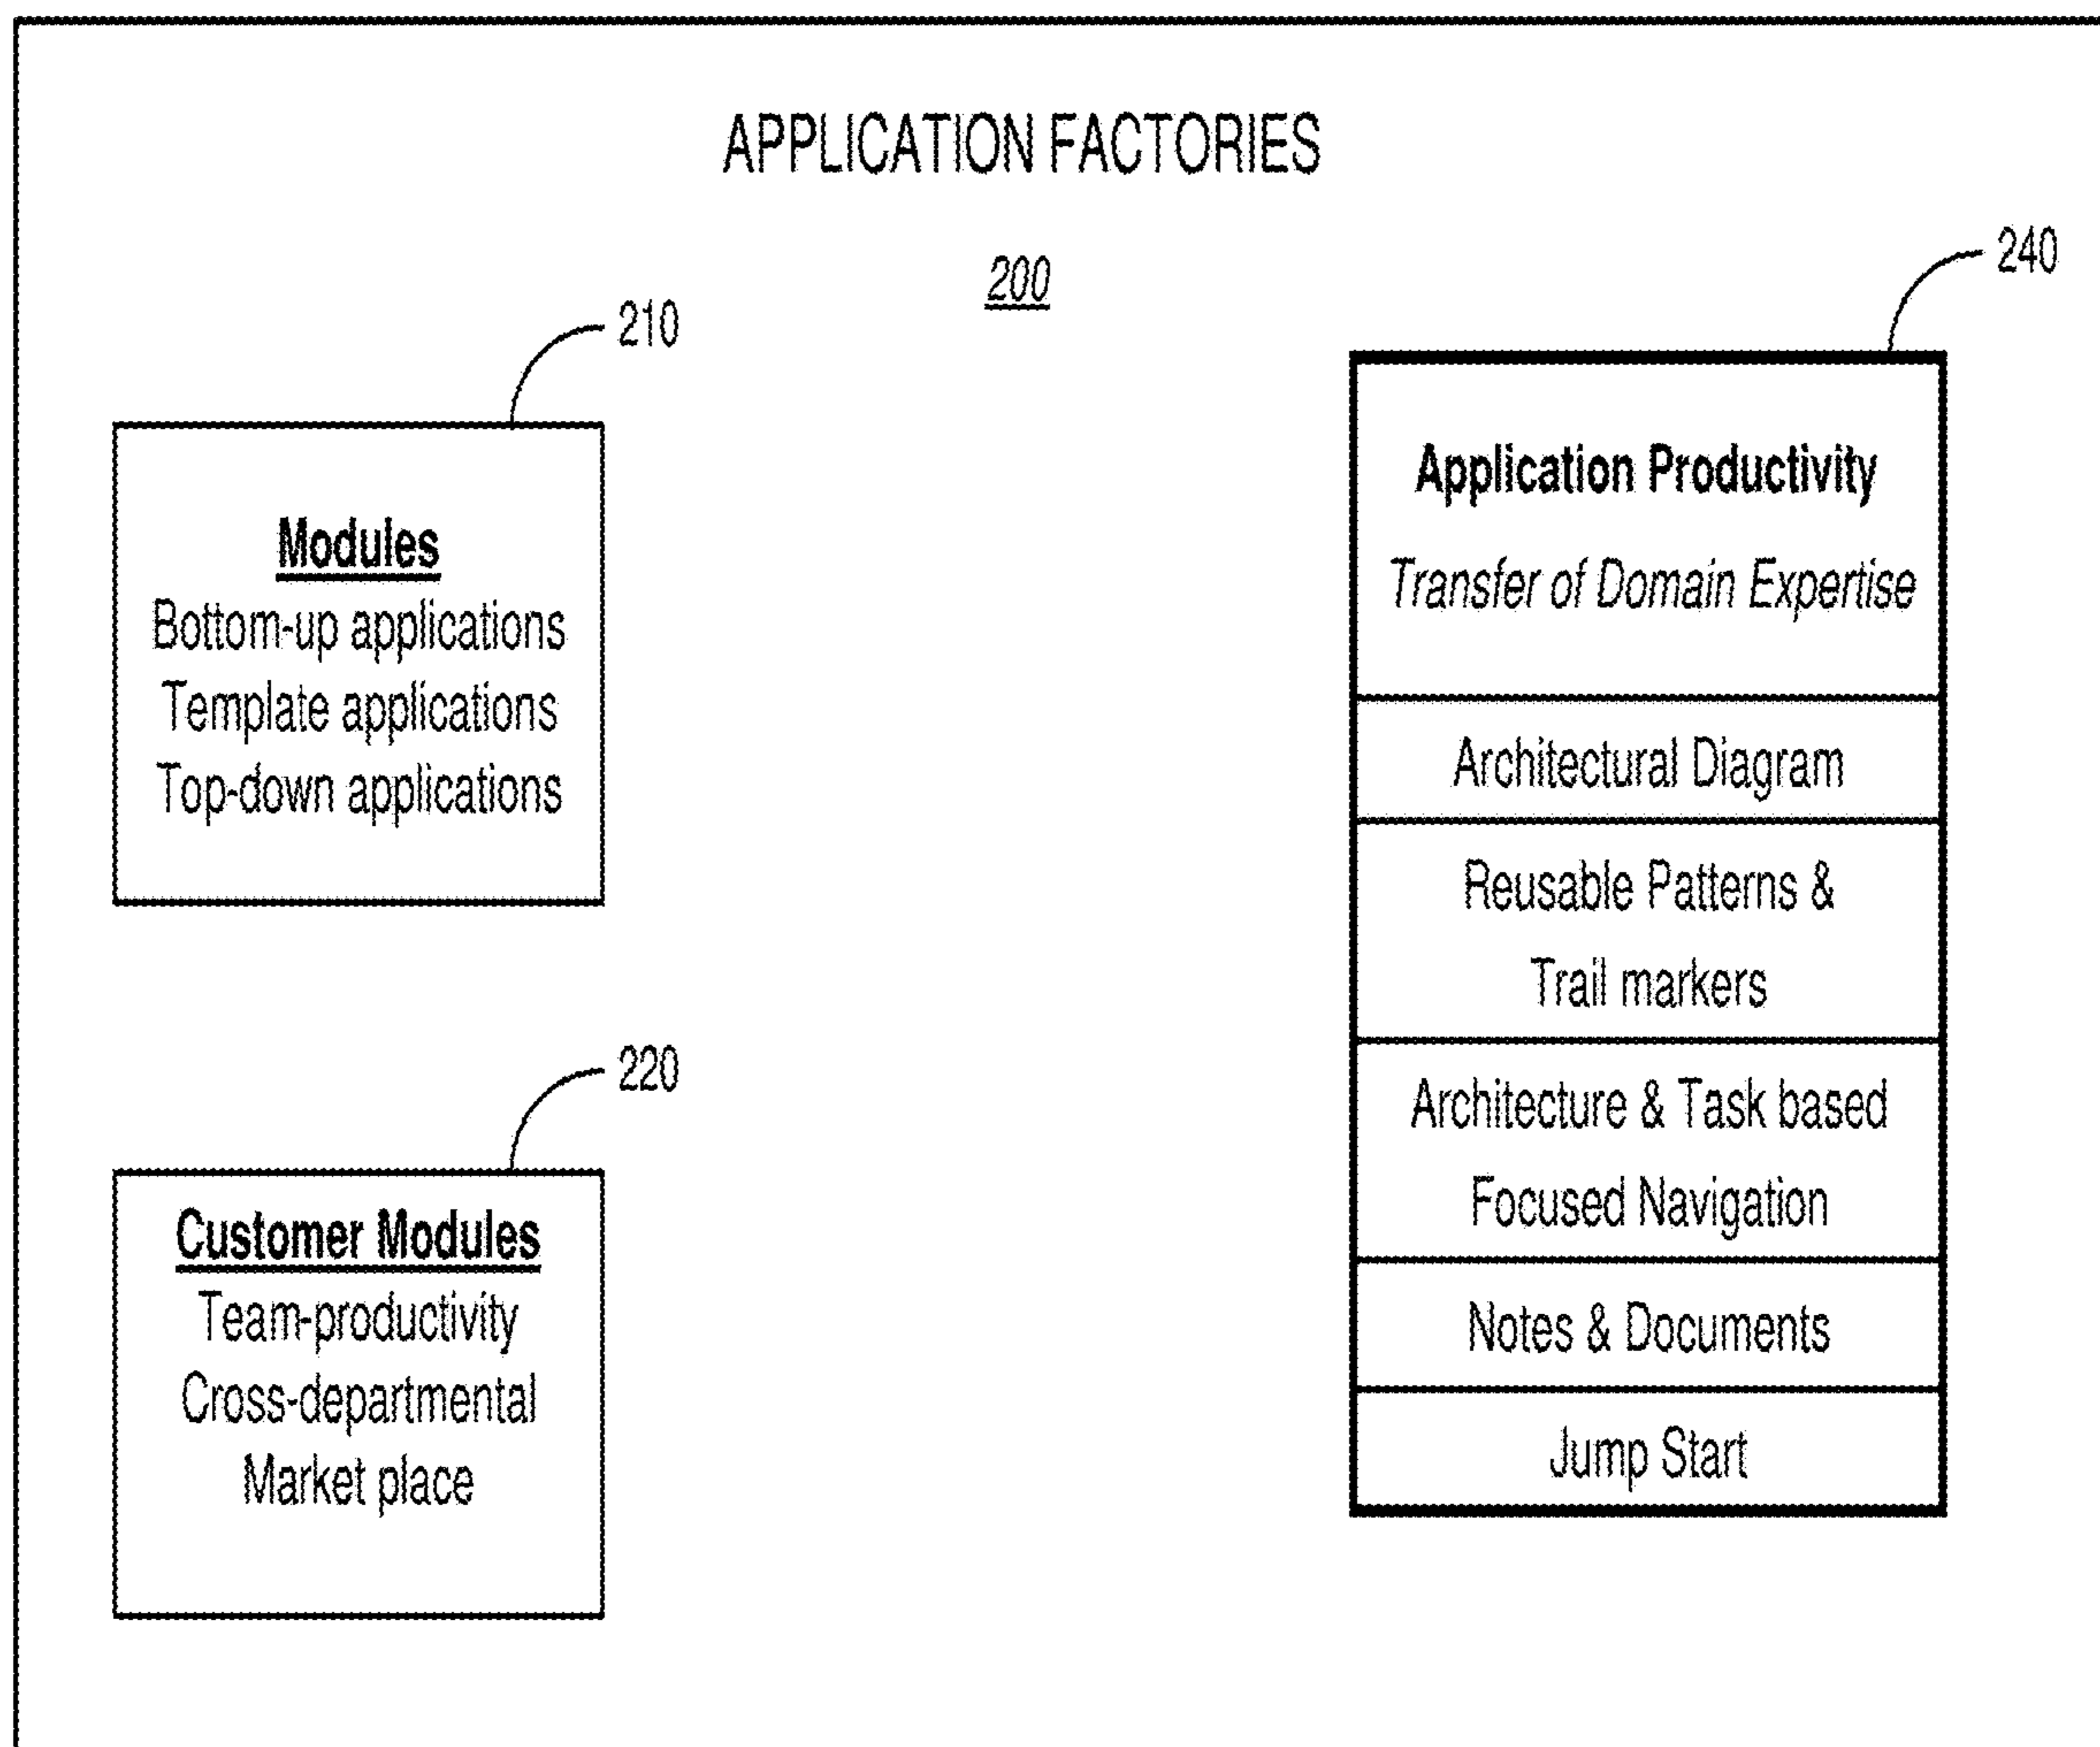 APPLICATION FACTORIES
200
210
Modules
Bottom-up applications
Template applications
Top-down applications
220
Customer Modules
Team-productivity
Cross-departmental
Market place
240
Application Productivity
Transfer of Domain Expertise
Architectural Diagram
Reusable Patterns &
Trail markers
Architecture & Task based
Focused Navigation
Notes & Documents
Jump Start